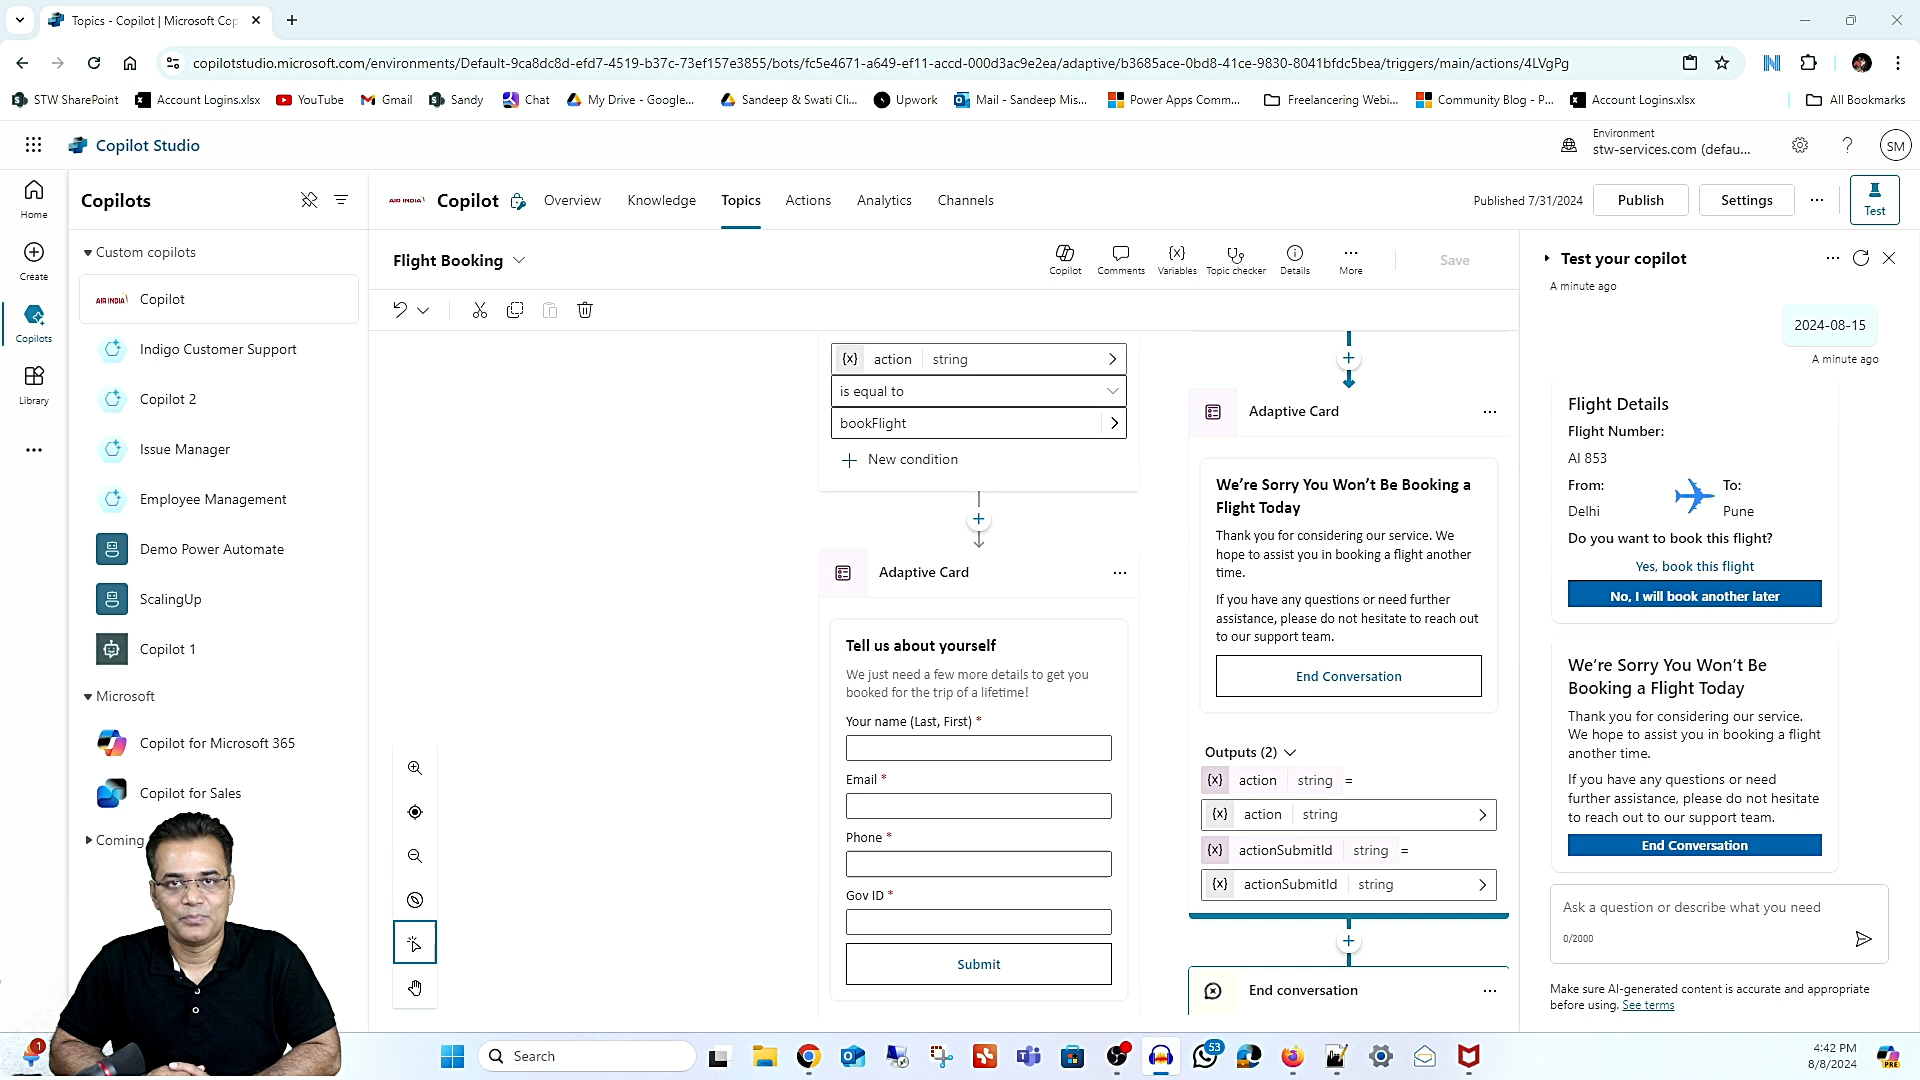 Topics - Copilot | Microsoft Cop
copilotstudio.microsoft.com/environments/Default-9ca8dc8d-efd7-4519-b37c-73ef157e3855/bots/fc5e4671-a649-ef11-accd-000d3ac9e2ea/adaptive/b3685ace-0bd8-41ce-9830-8041bfdc5bea/triggers/main/actions/4LVgPg
STW SharePoint Account Logins.xlsx YouTube Gmail Sandy Chat My Drive - Google... Sandeep & Swati Cli... Upwork Mail - Sandeep Mis... Power Apps Comm... Freelancering Webi... Community Blog - P... Account Logins.xlsx All Bookmarks
Copilot Studio
Environment
stw-services.com (defau...
SM
Home
Create
Copilots
Library
Copilots
Custom copilots
AIR INDIA Copilot
Indigo Customer Support
Copilot 2
Issue Manager
Employee Management
Demo Power Automate
ScalingUp
Copilot 1
Microsoft
Copilot for Microsoft 365
Copilot for Sales
Coming
AIR INDIA Copilot Overview Knowledge Topics Actions Analytics Channels
Published 7/31/2024 Publish Settings ... Test
Flight Booking
Copilot Comments Variables Topic checker Details More Save
{x} action string
is equal to
bookFlight
New condition
Adaptive Card
Tell us about yourself
We just need a few more details to get you
booked for the trip of a lifetime!
Your name (Last, First) *
Email *
Phone *
Gov ID *
Submit
Adaptive Card
We're Sorry You Won't Be Booking a
Flight Today
Thank you for considering our service. We
hope to assist you in booking a flight another
time.
If you have any questions or need further
assistance, please do not hesitate to reach out
to our support team.
End Conversation
Outputs (2)
{x} action string =
{x} action string
{x} actionSubmitId string =
{x} actionSubmitId string
End conversation
Test your copilot
A minute ago
2024-08-15
A minute ago
Flight Details
Flight Number:
AI 853
From: To:
Delhi Pune
Do you want to book this flight?
Yes, book this flight
No, I will book another later
We're Sorry You Won't Be
Booking a Flight Today
Thank you for considering our service.
We hope to assist you in booking a flight
another time.
If you have any questions or need
further assistance, please do not hesitate
to reach out to our support team.
End Conversation
Ask a question or describe what you need
0/2000
Make sure AI-generated content is accurate and appropriate
before using. See terms
1
Search
53
4:42 PM
8/8/2024
PRE